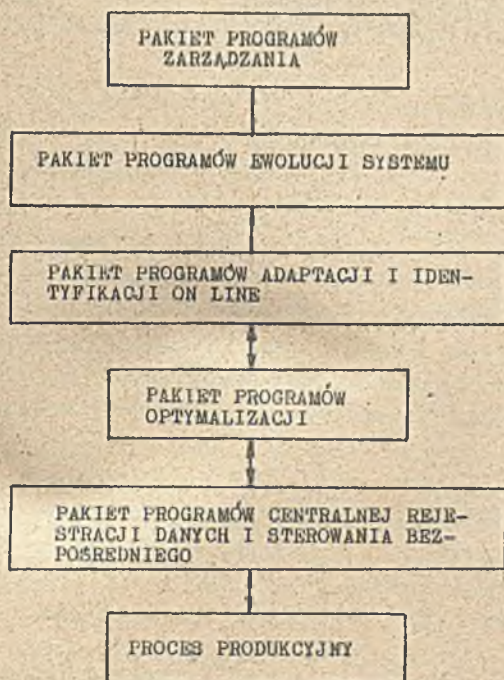 PAKIET PROGRAMÓW
ZARZĄDZANIA
PAKIET PROGRAMÓW EWOLUCJI SYSTEMU
PAKIET PROGRAMÓW ADAPTACJI I IDEN-
TYFIKACJI ON LINE
PAKIET PROGRAMÓW
OPTYMALIZACJI
PAKIET PROGRAMÓW CENTRALNEJ REJE-
STRACJI DANYCH I STEROWANIA BEZ-
POŚREDNIEGO
PROCES PRODUKCYJNY